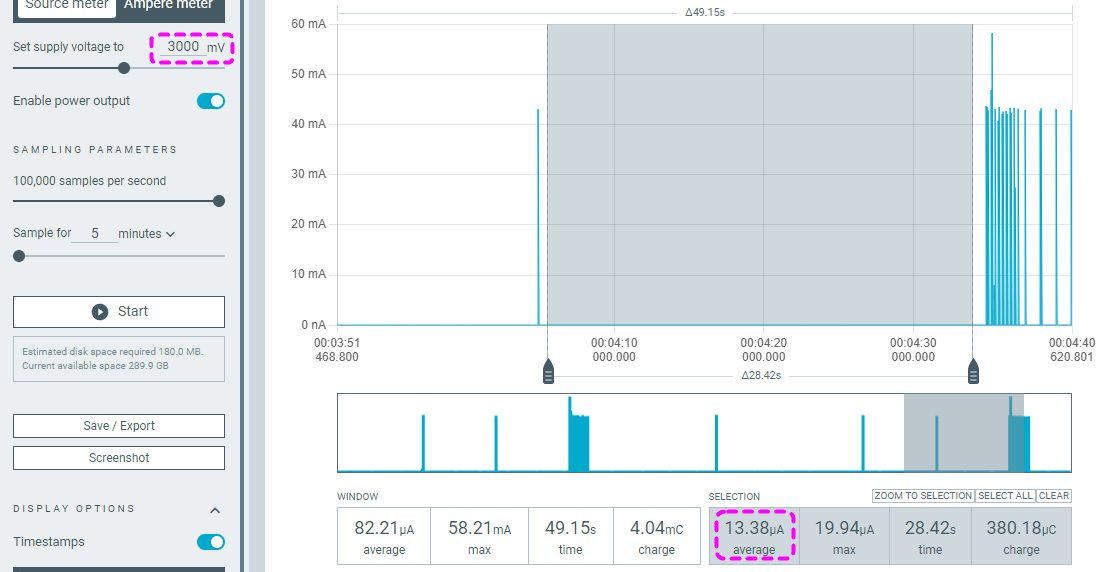 Source meter Ampere meter
Set supply voltage to 3000 mV
Enable power output
SAMPLING PARAMETERS
100,000 samples per second
Sample for 5 minutes
Start
Estimated disk space required 180.0 MB.
Current available space 289.9 GB
Save / Export
Screenshot
DISPLAY OPTIONS
Timestamps
Δ49.15s
60 mA
50 mA
40 mA
30 mA
20 mA
10 mA
0 nA
00:03:51 00:04:10 00:04:20 00:04:30 00:04:40
468.800 000.000 000.000 000.000 620.801
Δ28.42s
WINDOW
82.21μA 58.21mA 49.15s 4.04mC
average max time charge
SELECTION ZOOM TO SELECTION SELECT ALL CLEAR
13.38μA 19.94μA 28.42s 380.18μC
average max time charge